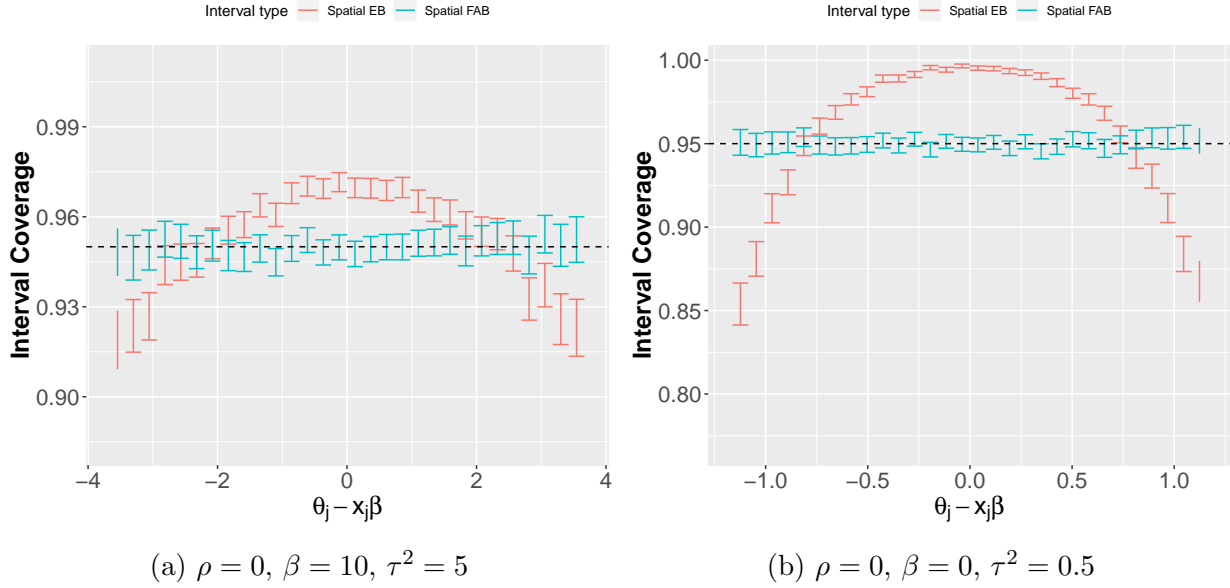 Interval type Spatial EB Spatial FAB
Interval Coverage
0.99
0.96
0.93
0.90
−4 −2 0 2 4
θj − xjβ
(a) ρ = 0, β = 10, τ² = 5
Interval type Spatial EB Spatial FAB
Interval Coverage
1.00
0.95
0.90
0.85
0.80
−1.0 −0.5 0.0 0.5 1.0
θj − xjβ
(b) ρ = 0, β = 0, τ² = 0.5